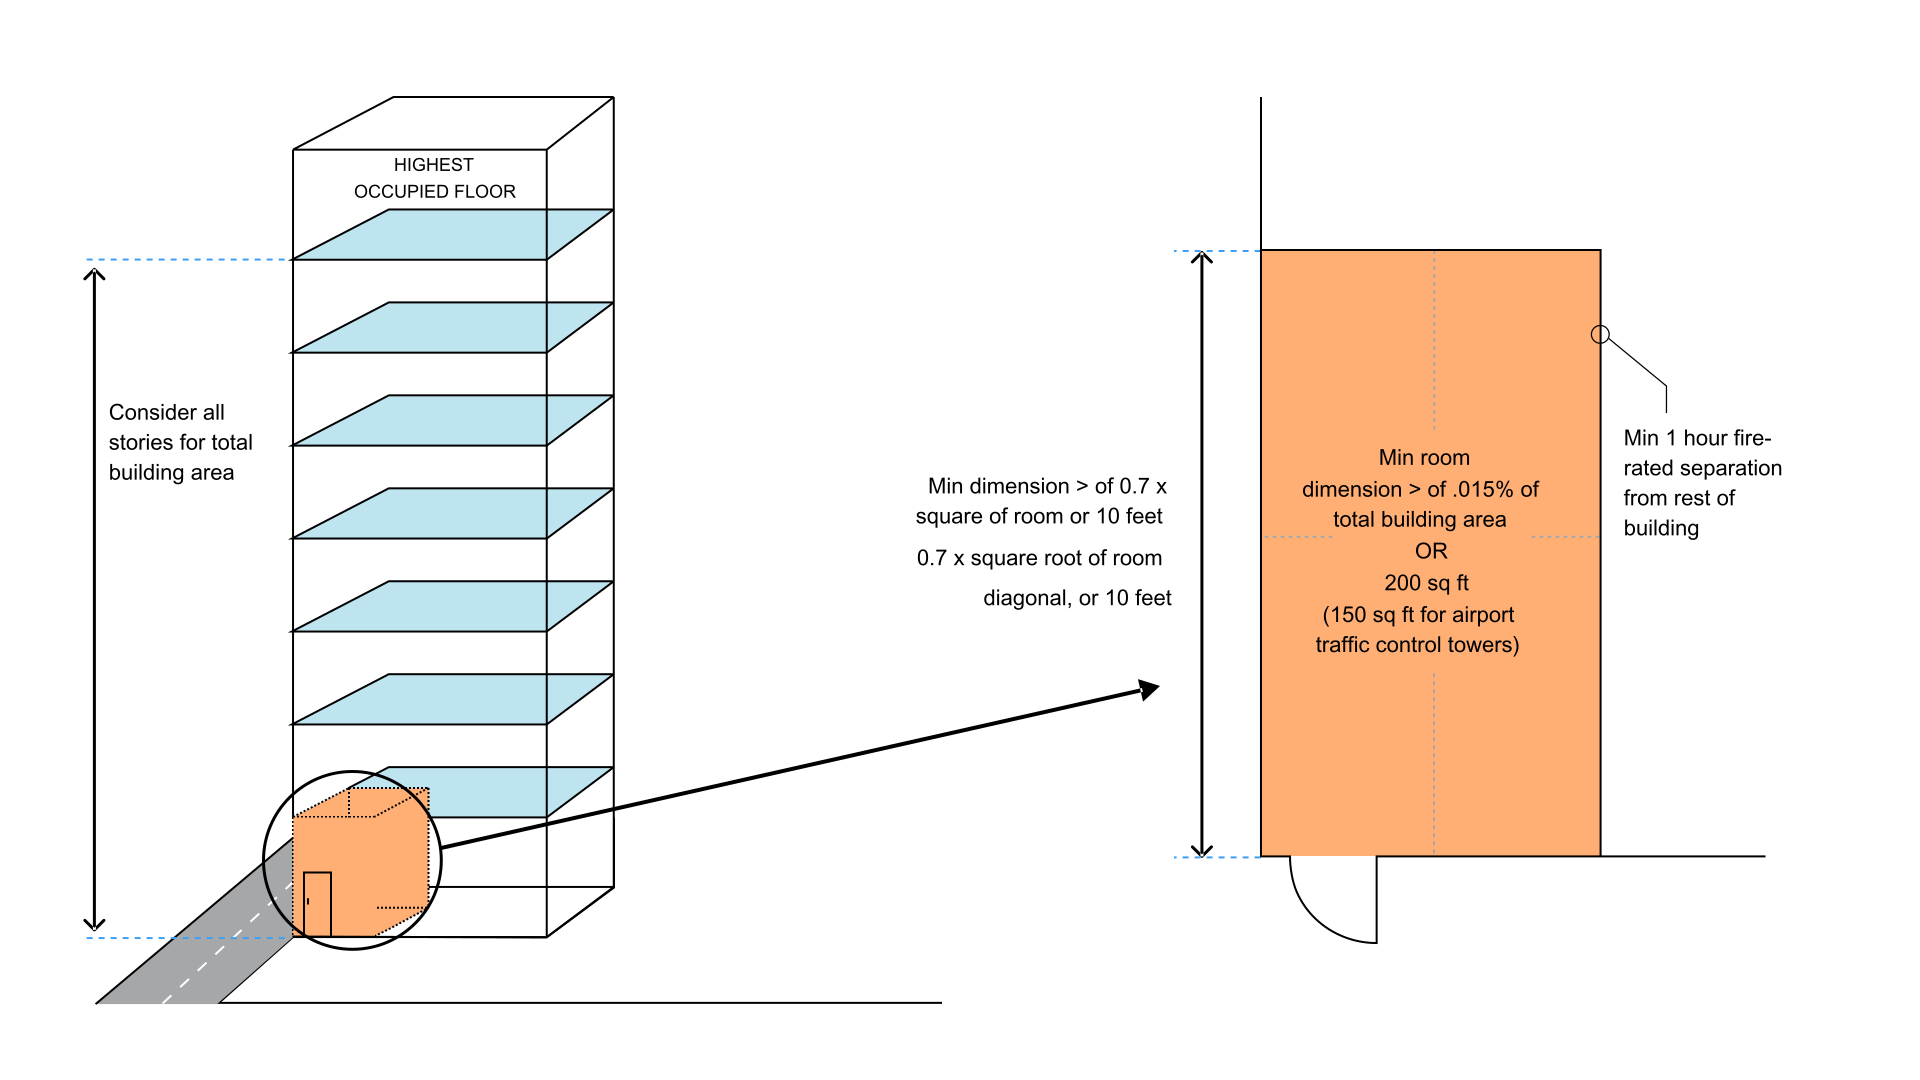 HIGHEST
OCCUPIED FLOOR
Consider all
stories for total
building area
Min dimension > of 0.7 x
square of room or 10 feet
0.7 x square root of room
diagonal, or 10 feet
Min room
dimension > of .015% of
total building area
OR
200 sq ft
(150 sq ft for airport
traffic control towers)
Min 1 hour fire-
rated separation
from rest of
building